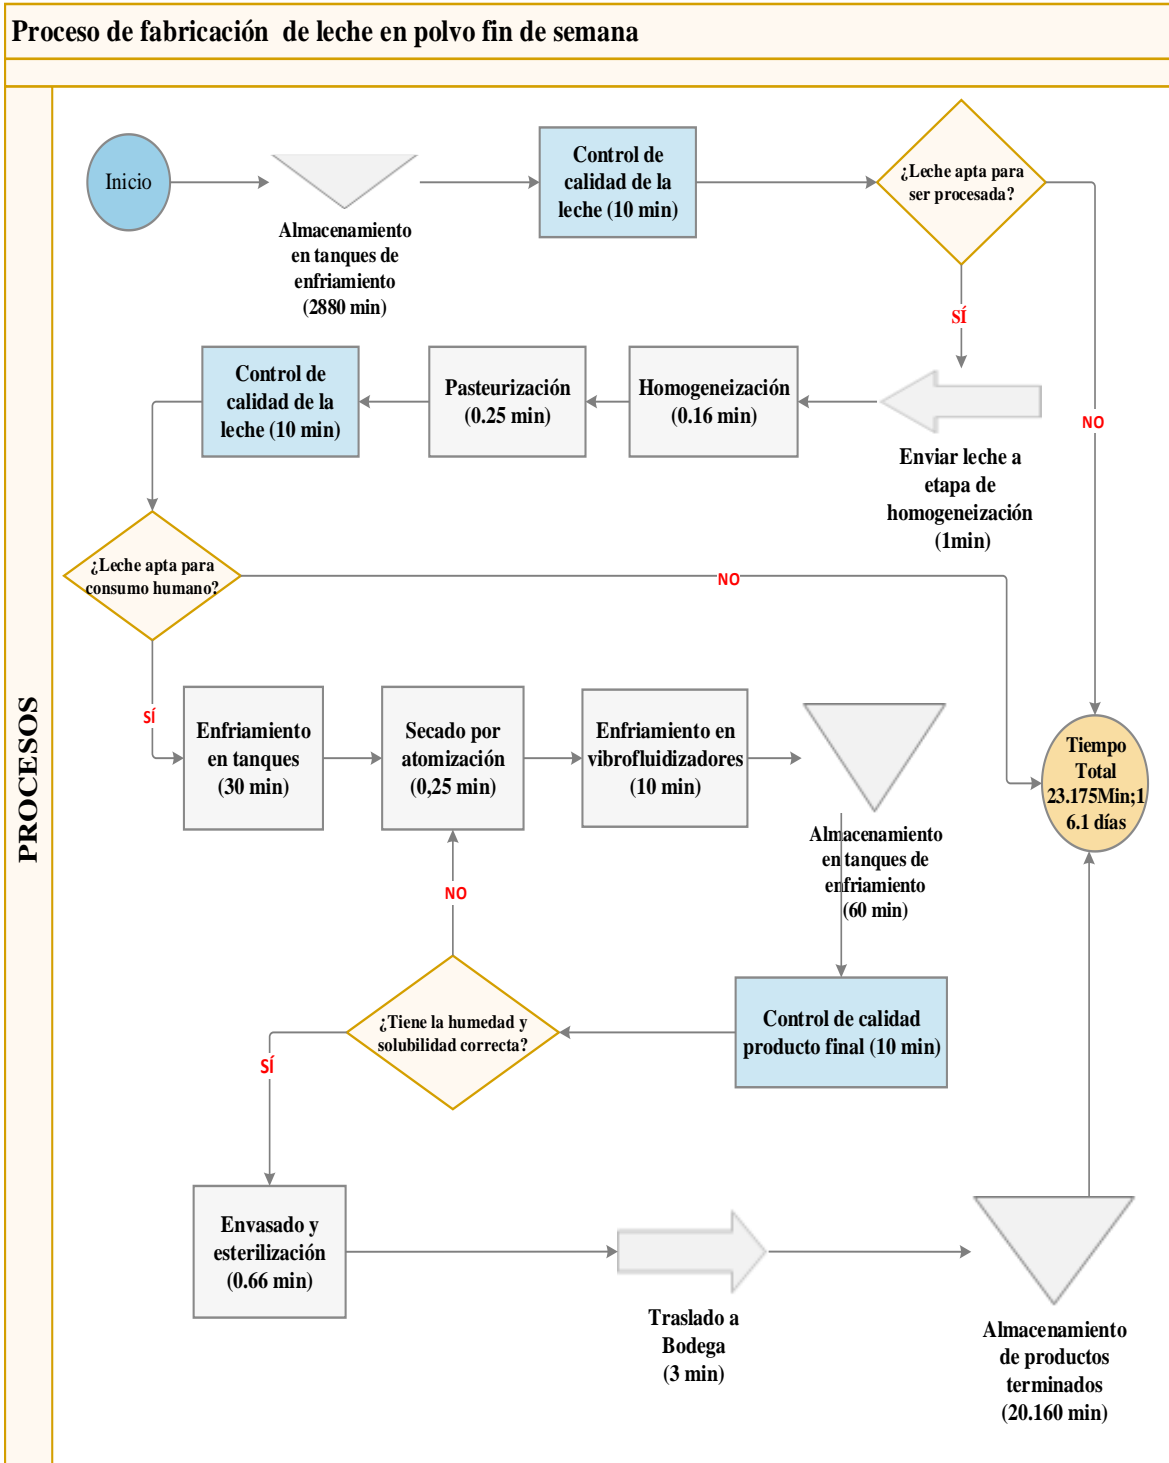 Proceso de fabricación  de leche en polvo fin de semana
PROCESOS
Inicio
Almacenamiento
en tanques de
enfriamiento
(2880 min)
Control de
calidad de la
leche (10 min)
¿Leche apta para
ser procesada?
SÍ
NO
Enviar leche a
etapa de
homogeneización
(1min)
Homogeneización
(0.16 min)
Pasteurización
(0.25 min)
Control de
calidad de la
leche (10 min)
¿Leche apta para
consumo humano?
NO
SÍ
Enfriamiento
en tanques
(30 min)
Secado por
atomización
(0,25 min)
Enfriamiento en
vibrofluidizadores
(10 min)
Almacenamiento
en tanques de
enfriamiento
(60 min)
Control de calidad
producto final (10 min)
¿Tiene la humedad y
solubilidad correcta?
NO
SÍ
Envasado y
esterilización
(0.66 min)
Traslado a
Bodega
(3 min)
Almacenamiento
de productos
terminados
(20.160 min)
Tiempo
Total
23.175Min;1
6.1 días